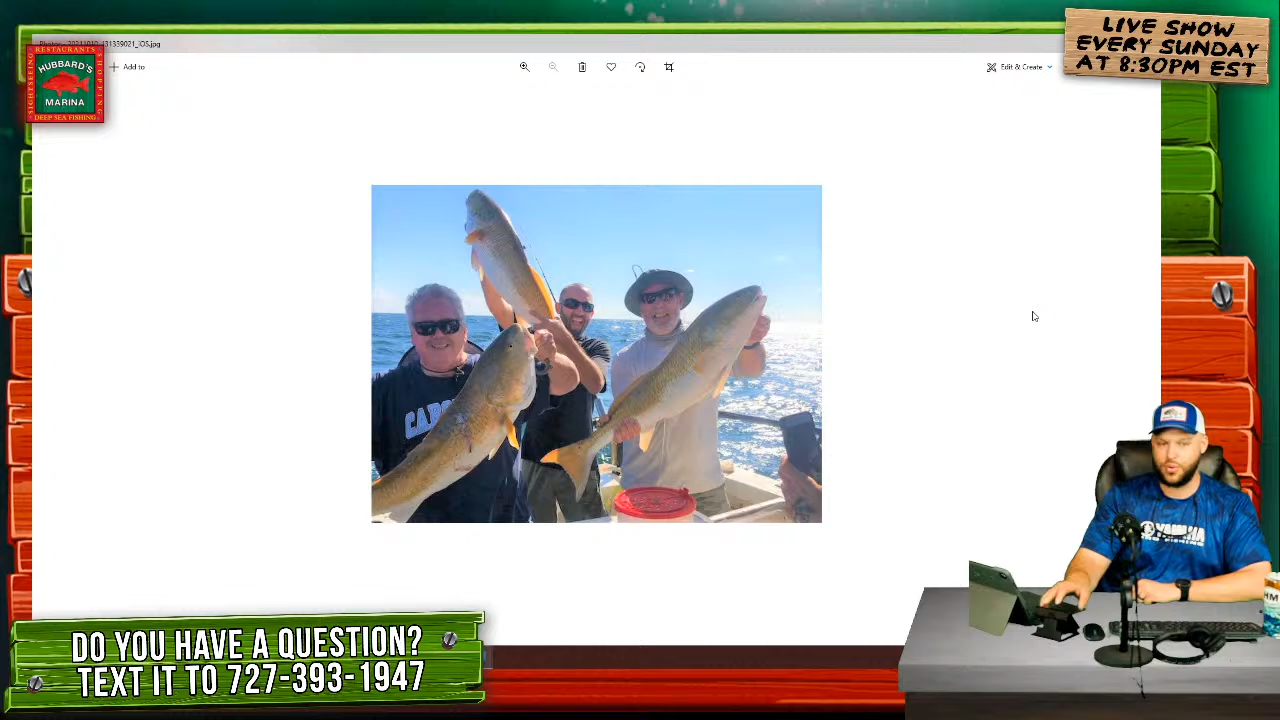 LIVE SHOW
EVERY SUNDAY
AT 8:30PM EST
RESTAURANTS
SIGHTSEEING
SHOPPING
HUBBARD'S
MARINA
DEEP SEA FISHING
Add to
Edit & Create
YAMAHA
DO YOU HAVE A QUESTION?
TEXT IT TO 727-393-1947